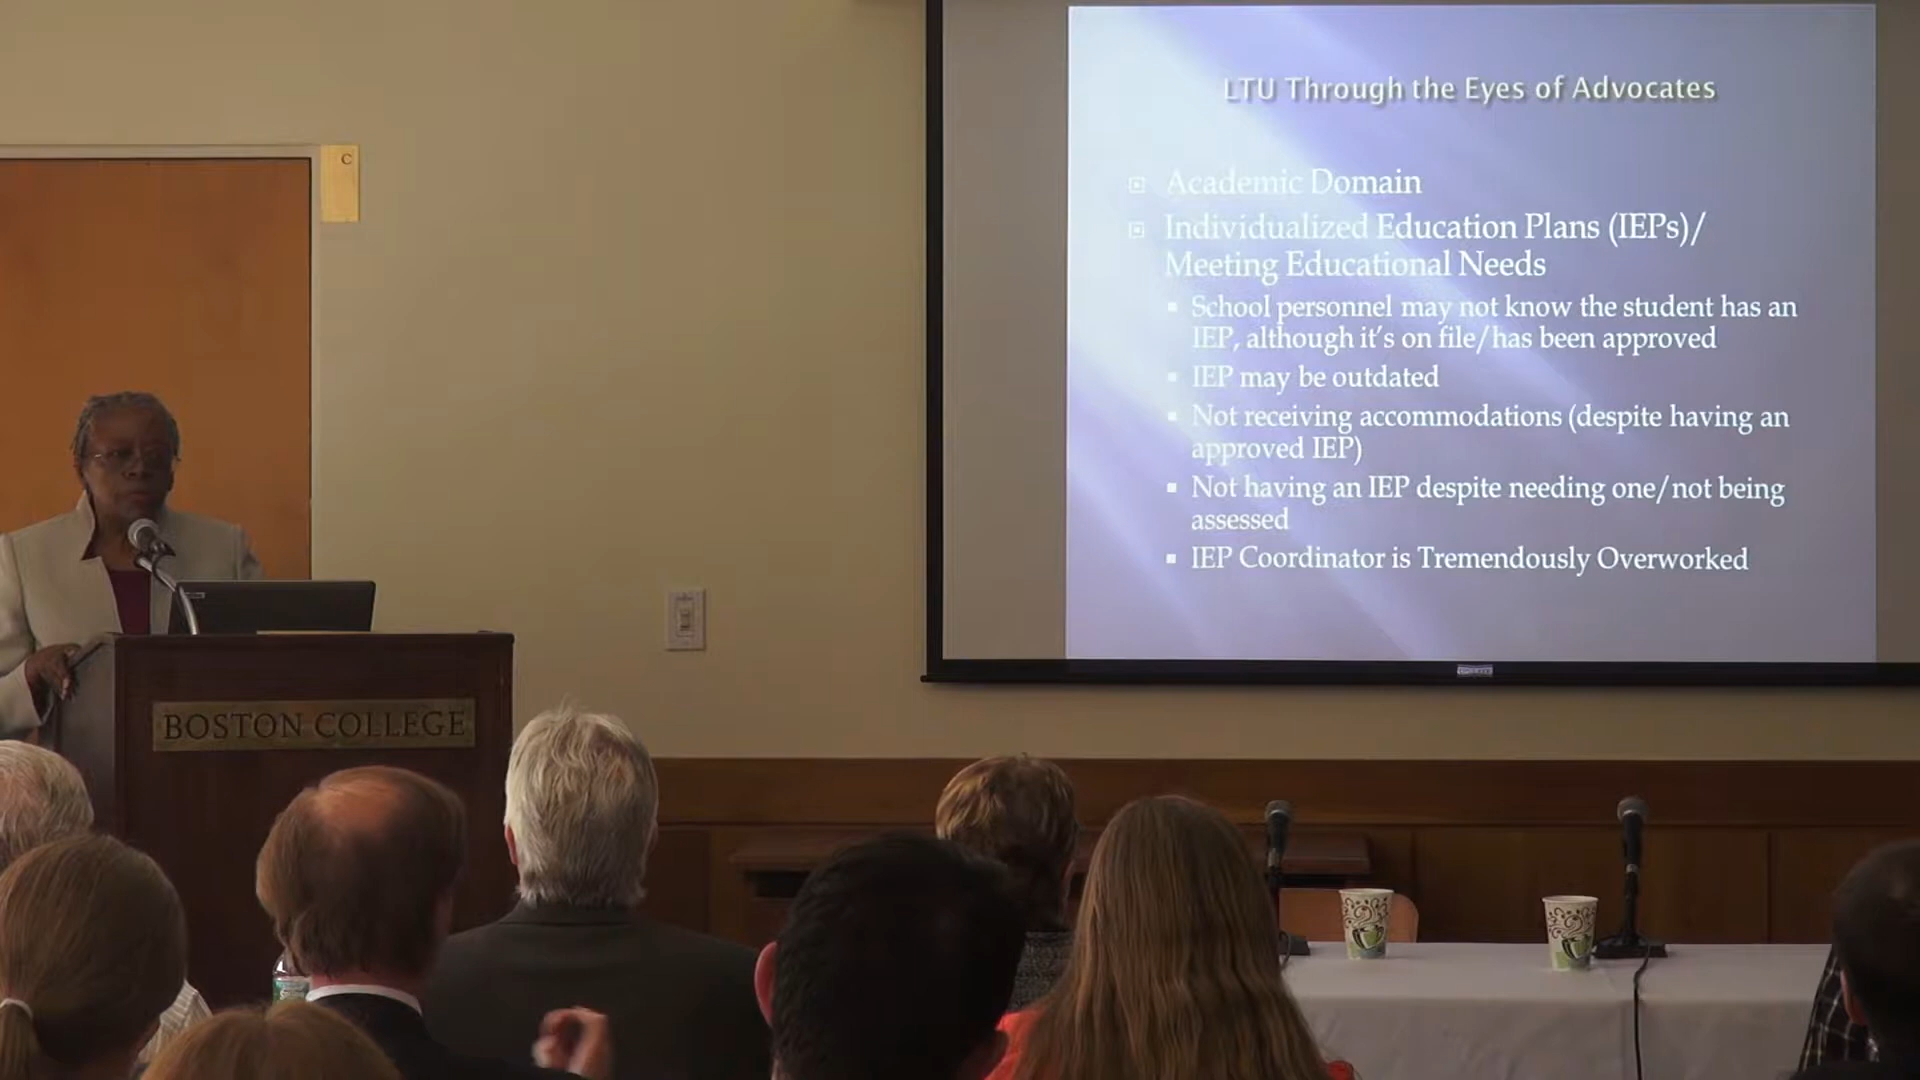 LTU Through the Eyes of Advocates
Academic Domain
Individualized Education Plans (IEPs)/
Meeting Educational Needs
School personnel may not know the student has an
IEP, although it's on file/has been approved
IEP may be outdated
Not receiving accommodations (despite having an
approved IEP)
Not having an IEP despite needing one/not being
assessed
IEP Coordinator is Tremendously Overworked
C
BOSTON COLLEGE